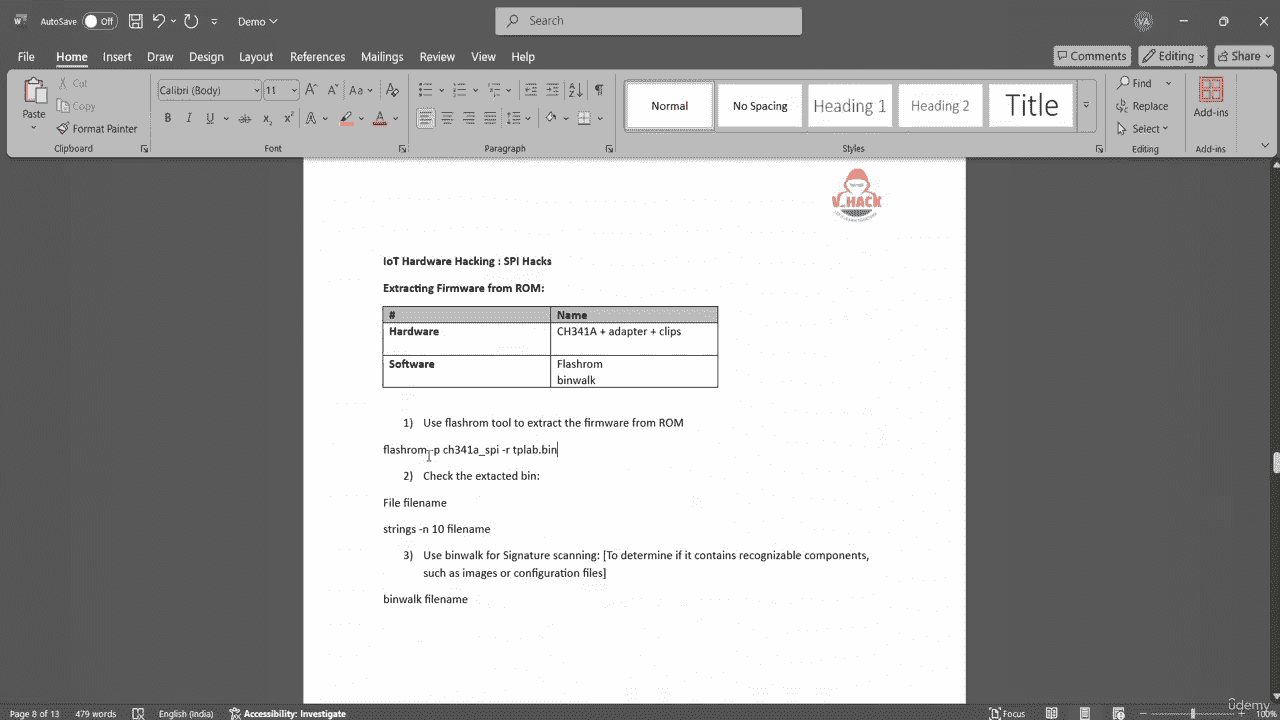 AutoSave Off Demo Search VA
File Home Insert Draw Design Layout References Mailings Review View Help Comments Editing Share
Paste Cut Copy Format Painter Clipboard
Calibri (Body) 11 Font
Paragraph
Normal No Spacing Heading 1 Heading 2 Title Styles
Find Replace Select Editing
Add-ins Add-ins
V_HACK
IoT Hardware Hacking : SPI Hacks
Extracting Firmware from ROM:
# Name
Hardware CH341A + adapter + clips
Software Flashrom
binwalk
1) Use flashrom tool to extract the firmware from ROM
flashrom -p ch341a_spi -r tplab.bin
2) Check the extacted bin:
File filename
strings -n 10 filename
3) Use binwalk for Signature scanning: [To determine if it contains recognizable components,
such as images or configuration files]
binwalk filename
Page 8 of 13 479 words English (India) Accessibility: Investigate Focus 100%
Udemy